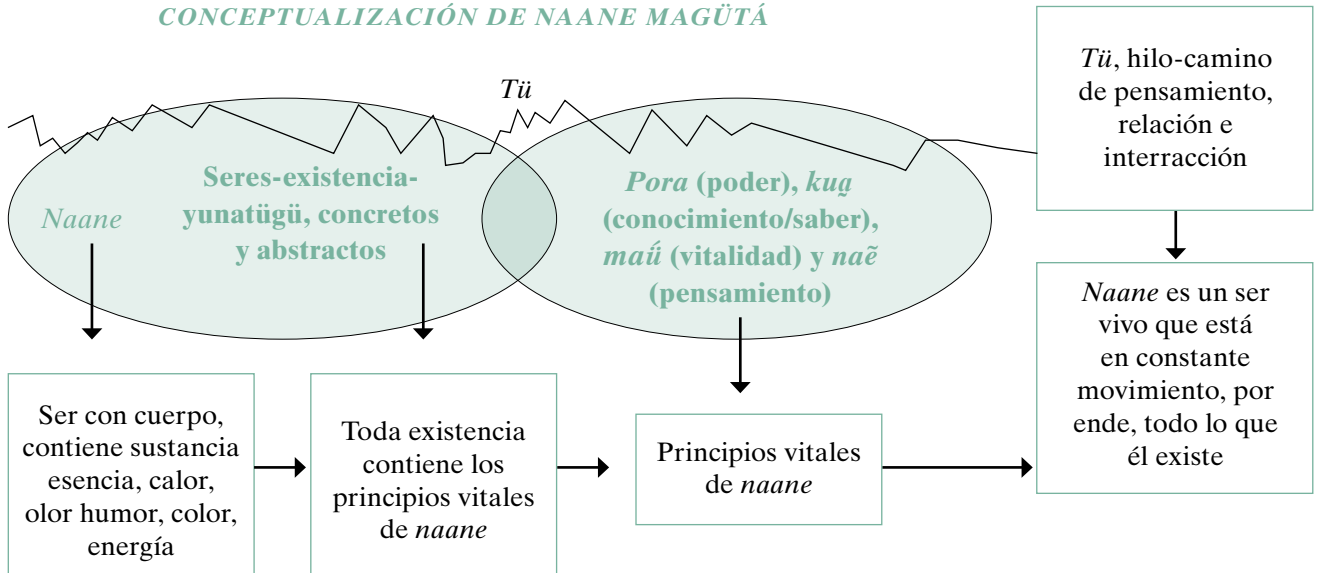 CONCEPTUALIZACIÓN DE NAANE MAGÜTÁ
Tü
Naane
Seres-existencia-
yunatügü, concretos
y abstractos
Pora (poder), kua̰
(conocimiento/saber),
maǘ (vitalidad) y naẽ
(pensamiento)
Tü, hilo-camino
de pensamiento,
relación e
interracción
Ser con cuerpo,
contiene sustancia
esencia, calor,
olor humor, color,
energía
Toda existencia
contiene los
principios vitales
de naane
Principios vitales
de naane
Naane es un ser
vivo que está
en constante
movimiento, por
ende, todo lo que
él existe